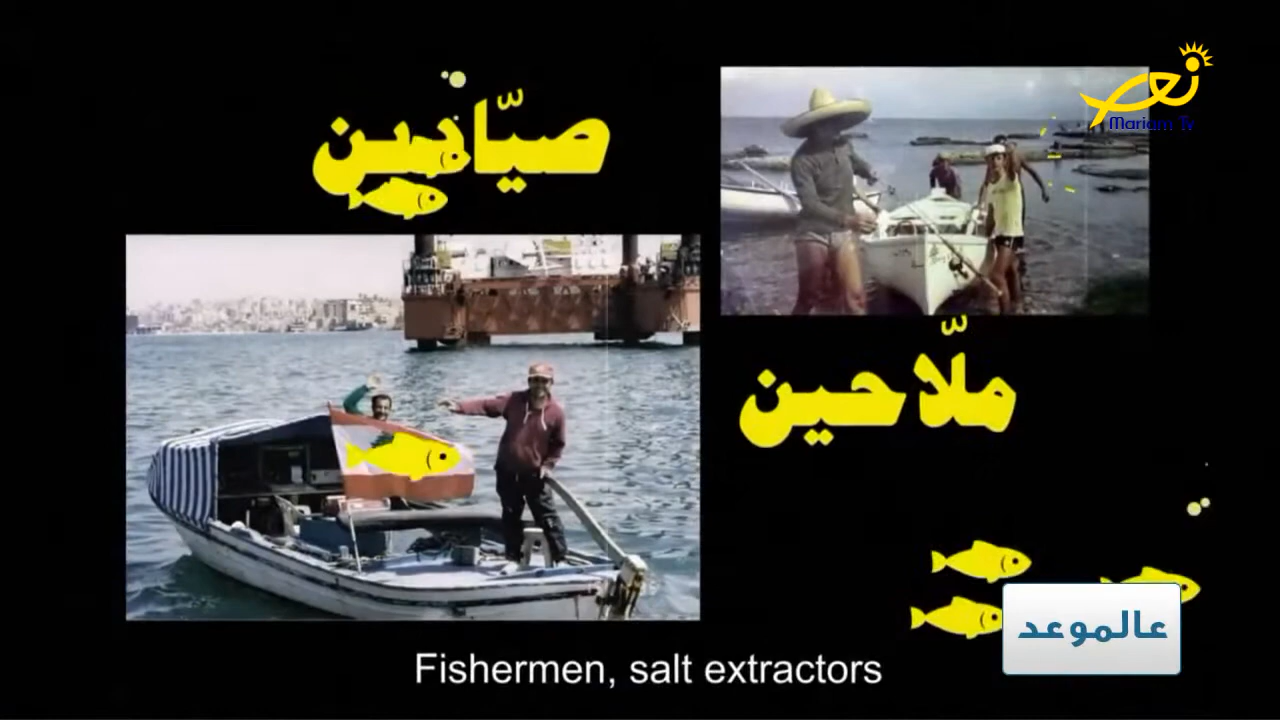 Mariam Tv
صيّادين
ملّاحين
عالموعد
Fishermen, salt extractors